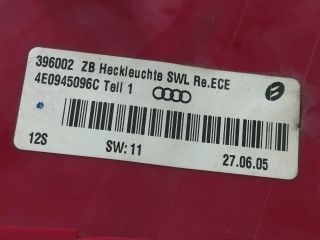 396002 ZB Heckleuchte SWL Re.ECE
4E0945096C Teil 1
12S SW:11 27.06.05